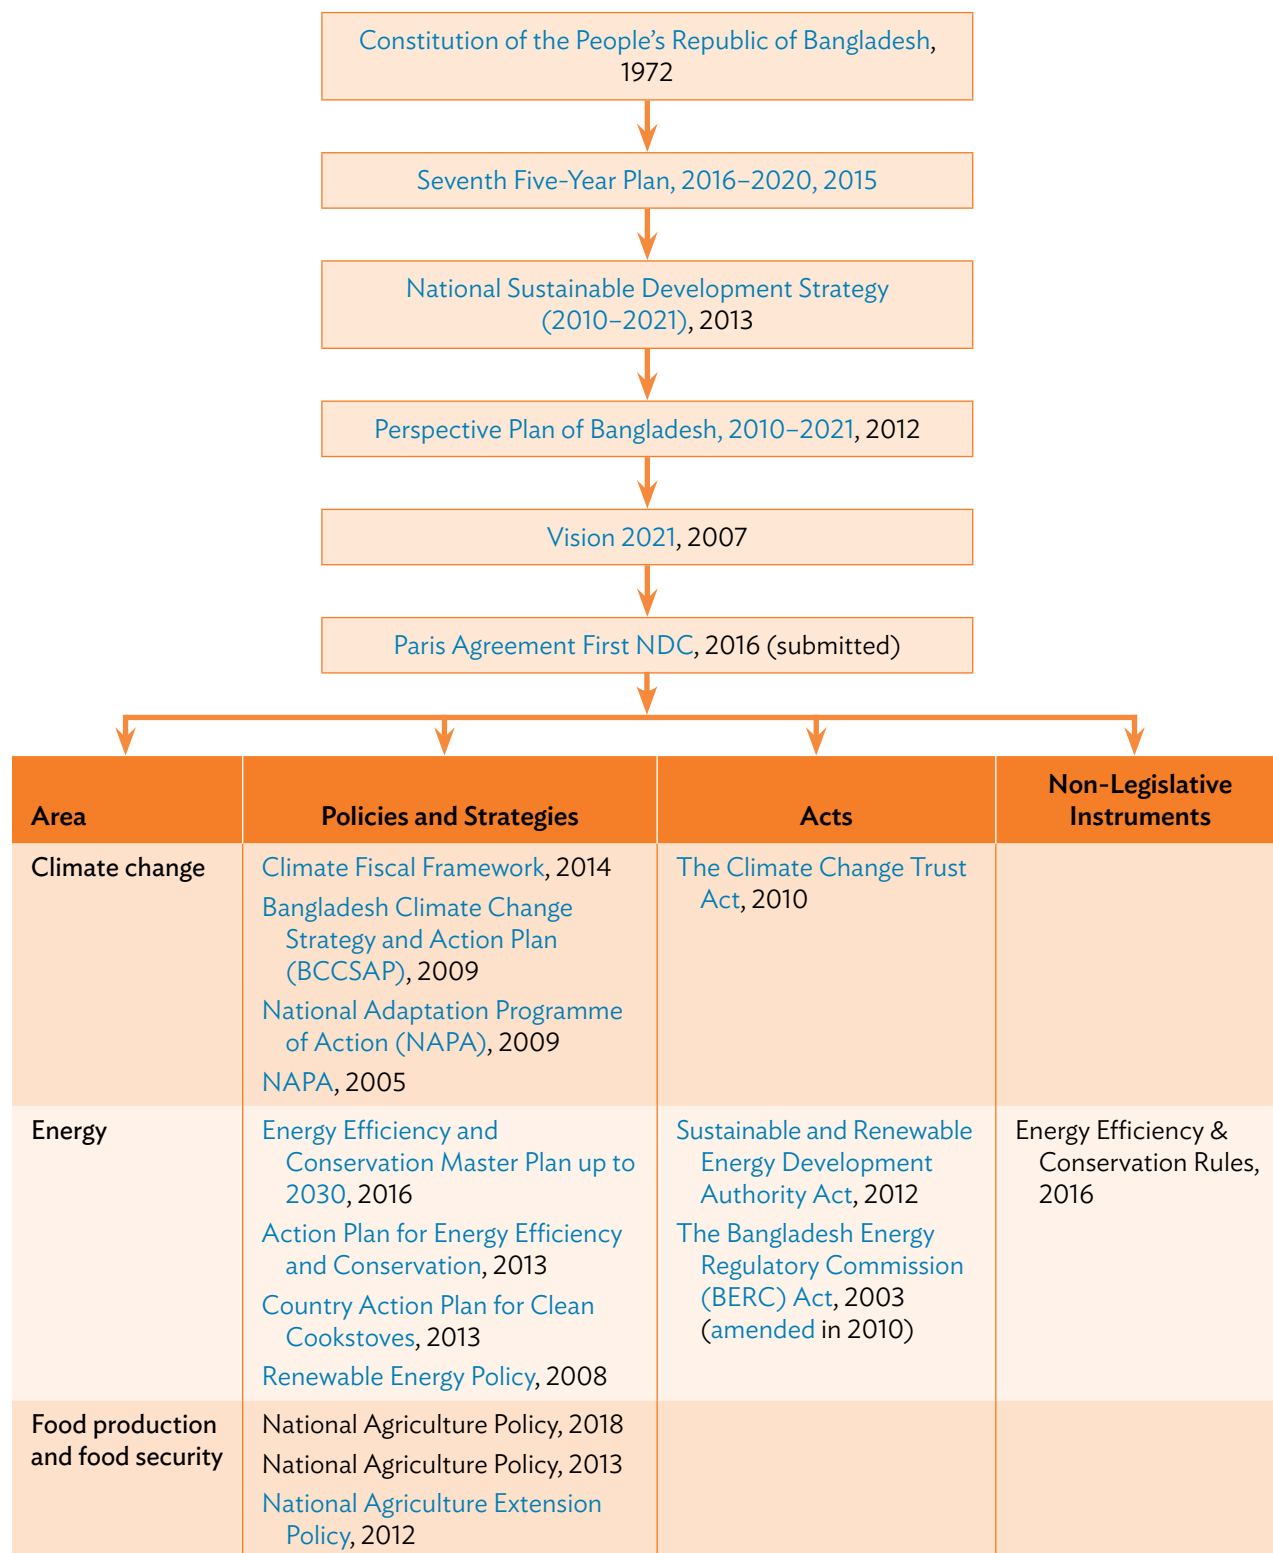 Constitution of the People's Republic of Bangladesh,
1972
Seventh Five-Year Plan, 2016–2020, 2015
National Sustainable Development Strategy
(2010–2021), 2013
Perspective Plan of Bangladesh, 2010–2021, 2012
Vision 2021, 2007
Paris Agreement First NDC, 2016 (submitted)
Area
Policies and Strategies
Acts
Non-Legislative
Instruments
Climate change
Climate Fiscal Framework, 2014
Bangladesh Climate Change
Strategy and Action Plan
(BCCSAP), 2009
National Adaptation Programme
of Action (NAPA), 2009
NAPA, 2005
The Climate Change Trust
Act, 2010
Energy
Energy Efficiency and
Conservation Master Plan up to
2030, 2016
Action Plan for Energy Efficiency
and Conservation, 2013
Country Action Plan for Clean
Cookstoves, 2013
Renewable Energy Policy, 2008
Sustainable and Renewable
Energy Development
Authority Act, 2012
The Bangladesh Energy
Regulatory Commission
(BERC) Act, 2003
(amended in 2010)
Energy Efficiency &
Conservation Rules,
2016
Food production
and food security
National Agriculture Policy, 2018
National Agriculture Policy, 2013
National Agriculture Extension
Policy, 2012